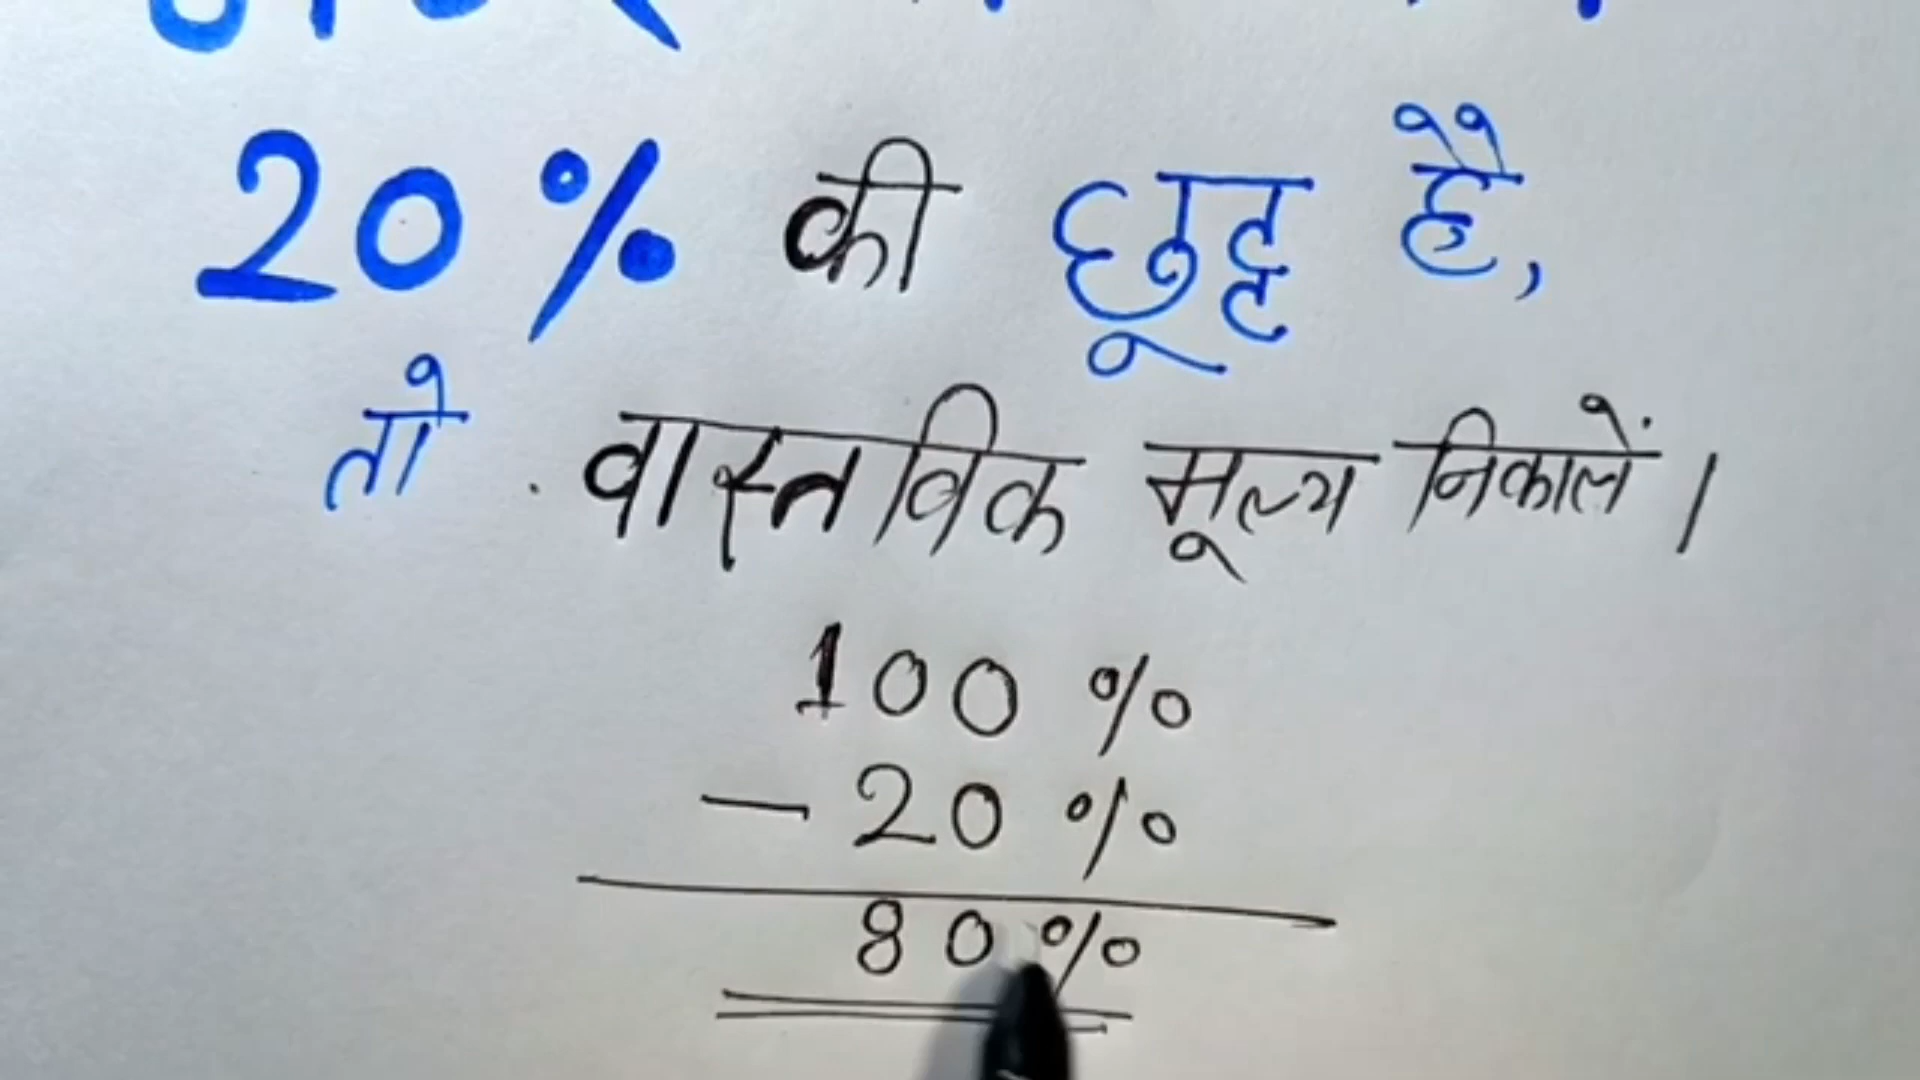 20% की छूट है,
तो वास्तविक मूल्य निकालें।
100%
- 20%
80%